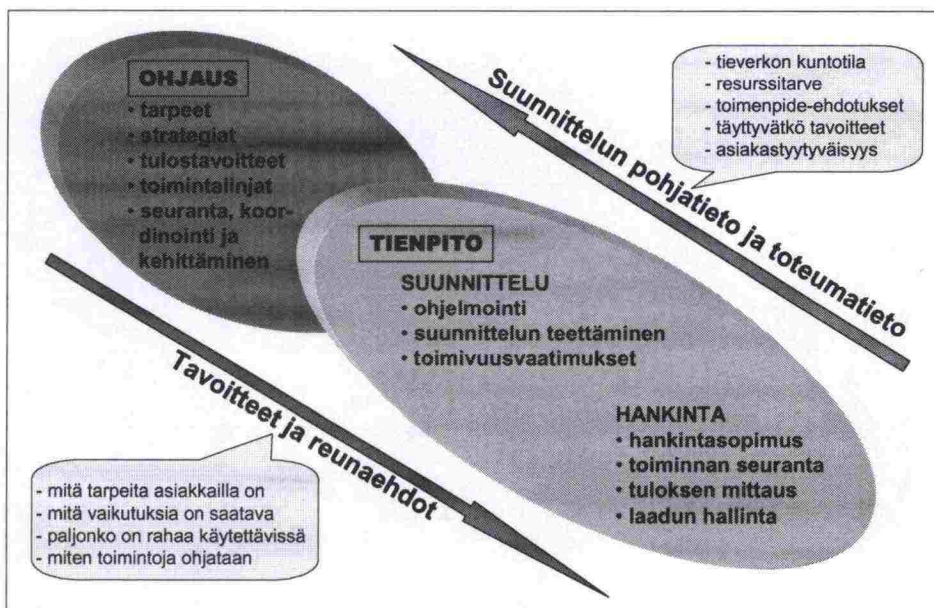 OHJAUS
• tarpeet
• strategiat
• tulostavoitteet
• toimintalinjat
• seuranta, koor-
dinointi ja
kehittäminen
Suunnittelun pohjatieto ja toteumatieto
- tieverkon kuntotila
- resurssitarve
- toimenpide-ehdotukset
- täyttyvätkö tavoitteet
- asiakastyytyväisyys
TIENPITO
SUUNNITTELU
• ohjelmointi
• suunnittelun teettäminen
• toimivuusvaatimukset
HANKINTA
• hankintasopimus
• toiminnan seuranta
• tuloksen mittaus
• laadun hallinta
Tavoitteet ja reunaehdot
- mitä tarpeita asiakkailla on
- mitä vaikutuksia on saatava
- paljonko on rahaa käytettävissä
- miten toimintoja ohjataan